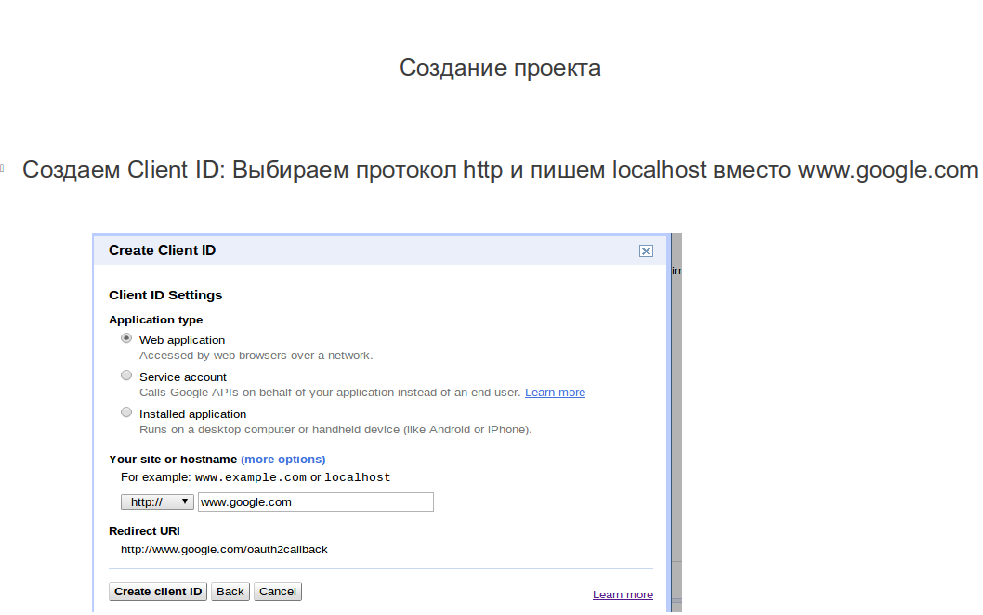 Создание проекта
Создаем Client ID: Выбираем протокол http и пишем localhost вместо www.google.com
Create Client ID
Client ID Settings
Application type
Web application
Accessed by web browsers over a network.
Service account
Calls Google APIs on behalf of your application instead of an end user. Learn more
Installed application
Runs on a desktop computer or handheld device (like Android or iPhone).
Your site or hostname (more options)
For example: www.example.com or localhost
http:// www.google.com
Redirect URI
http://www.google.com/oauth2callback
Create client ID Back Cancel Learn more